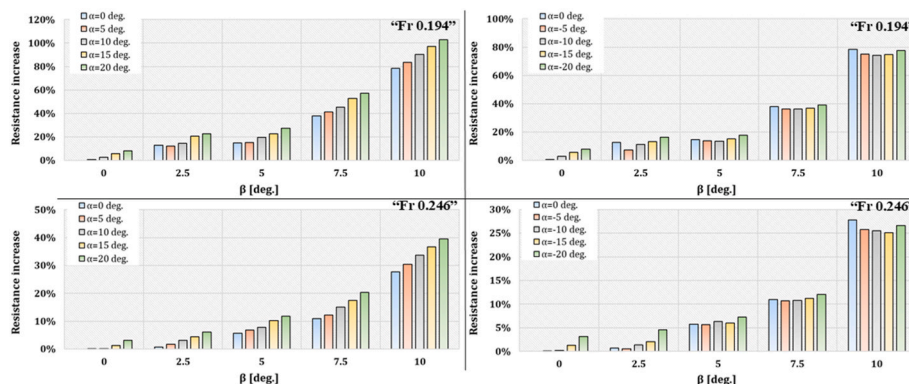 120%
100%
80%
60%
40%
20%
0%
Resistance increase
α=0 deg.
α=5 deg.
α=10 deg.
α=15 deg.
α=20 deg.
“Fr 0.194”
0 2.5 5 7.5 10
β [deg.]
100%
80%
60%
40%
20%
0%
Resistance increase
α=0 deg.
α=-5 deg.
α=-10 deg.
α=-15 deg.
α=-20 deg.
“Fr 0.194”
0 2.5 5 7.5 10
β [deg.]
50%
40%
30%
20%
10%
0%
Resistance increase
α=0 deg.
α=5 deg.
α=10 deg.
α=15 deg.
α=20 deg.
“Fr 0.246”
0 2.5 5 7.5 10
β [deg.]
30%
25%
20%
15%
10%
5%
0%
Resistance increase
α=0 deg.
α=-5 deg.
α=-10 deg.
α=-15 deg.
α=-20 deg.
“Fr 0.246”
0 2.5 5 7.5 10
β [deg.]